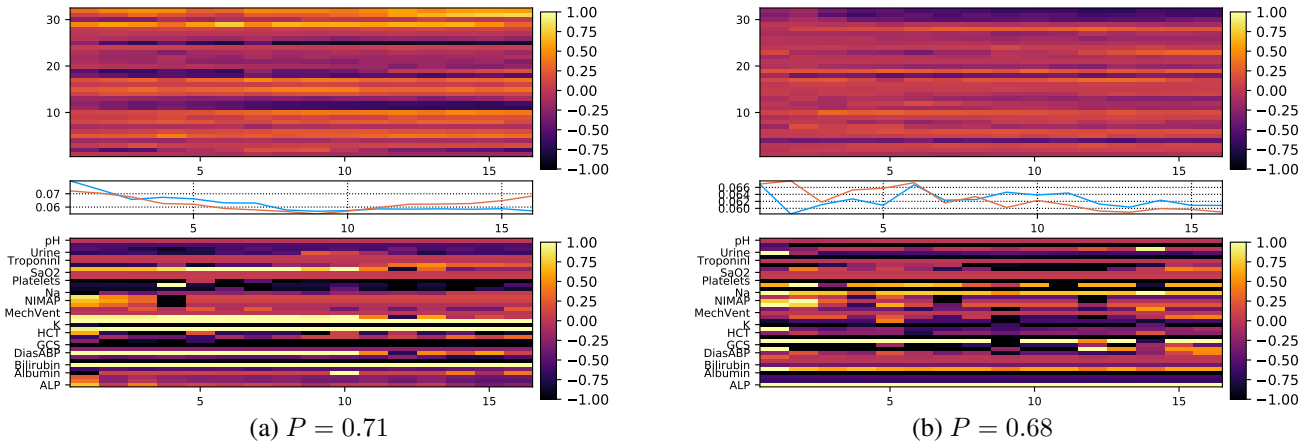 30
20
10
5
10
15
1.00
0.75
0.50
0.25
0.00
−0.25
−0.50
−0.75
−1.00
0.07
0.06
pH
Urine
TroponinI
SaO2
Platelets
Na
NIMAP
MechVent
K
HCT
GCS
DiasABP
Bilirubin
Albumin
ALP
5
10
15
1.00
0.75
0.50
0.25
0.00
−0.25
−0.50
−0.75
−1.00
(a) P = 0.71
30
20
10
5
10
15
1.00
0.75
0.50
0.25
0.00
−0.25
−0.50
−0.75
−1.00
0.066
0.064
0.062
0.060
pH
Urine
TroponinI
SaO2
Platelets
Na
NIMAP
MechVent
K
HCT
GCS
DiasABP
Bilirubin
Albumin
ALP
5
10
15
1.00
0.75
0.50
0.25
0.00
−0.25
−0.50
−0.75
−1.00
(b) P = 0.68